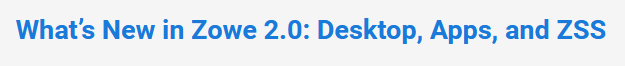 What’s New in Zowe 2.0: Desktop, Apps, and ZSS